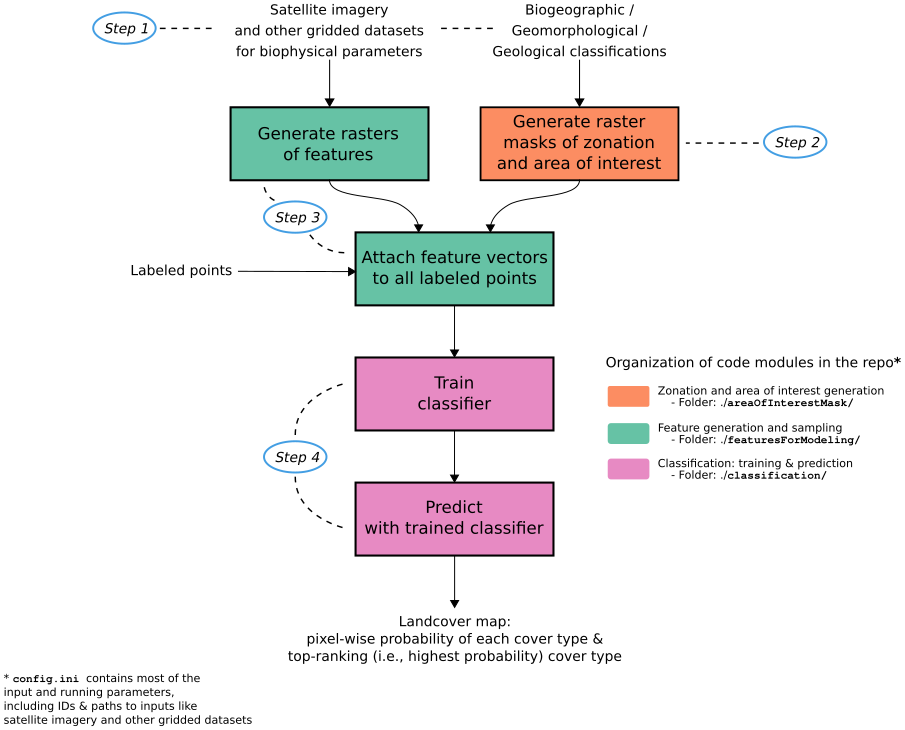 Step 1
Satellite imagery
and other gridded datasets
for biophysical parameters
Biogeographic /
Geomorphological /
Geological classifications
Generate rasters
of features
Generate raster
masks of zonation
and area of interest
Step 2
Step 3
Labeled points
Attach feature vectors
to all labeled points
Train
classifier
Step 4
Predict
with trained classifier
Organization of code modules in the repo*
Zonation and area of interest generation
- Folder: ./areaOfInterestMask/
Feature generation and sampling
- Folder: ./featuresForModeling/
Classification: training & prediction
- Folder: ./classification/
Landcover map:
pixel-wise probability of each cover type &
top-ranking (i.e., highest probability) cover type
* config.ini contains most of the
input and running parameters,
including IDs & paths to inputs like
satellite imagery and other gridded datasets